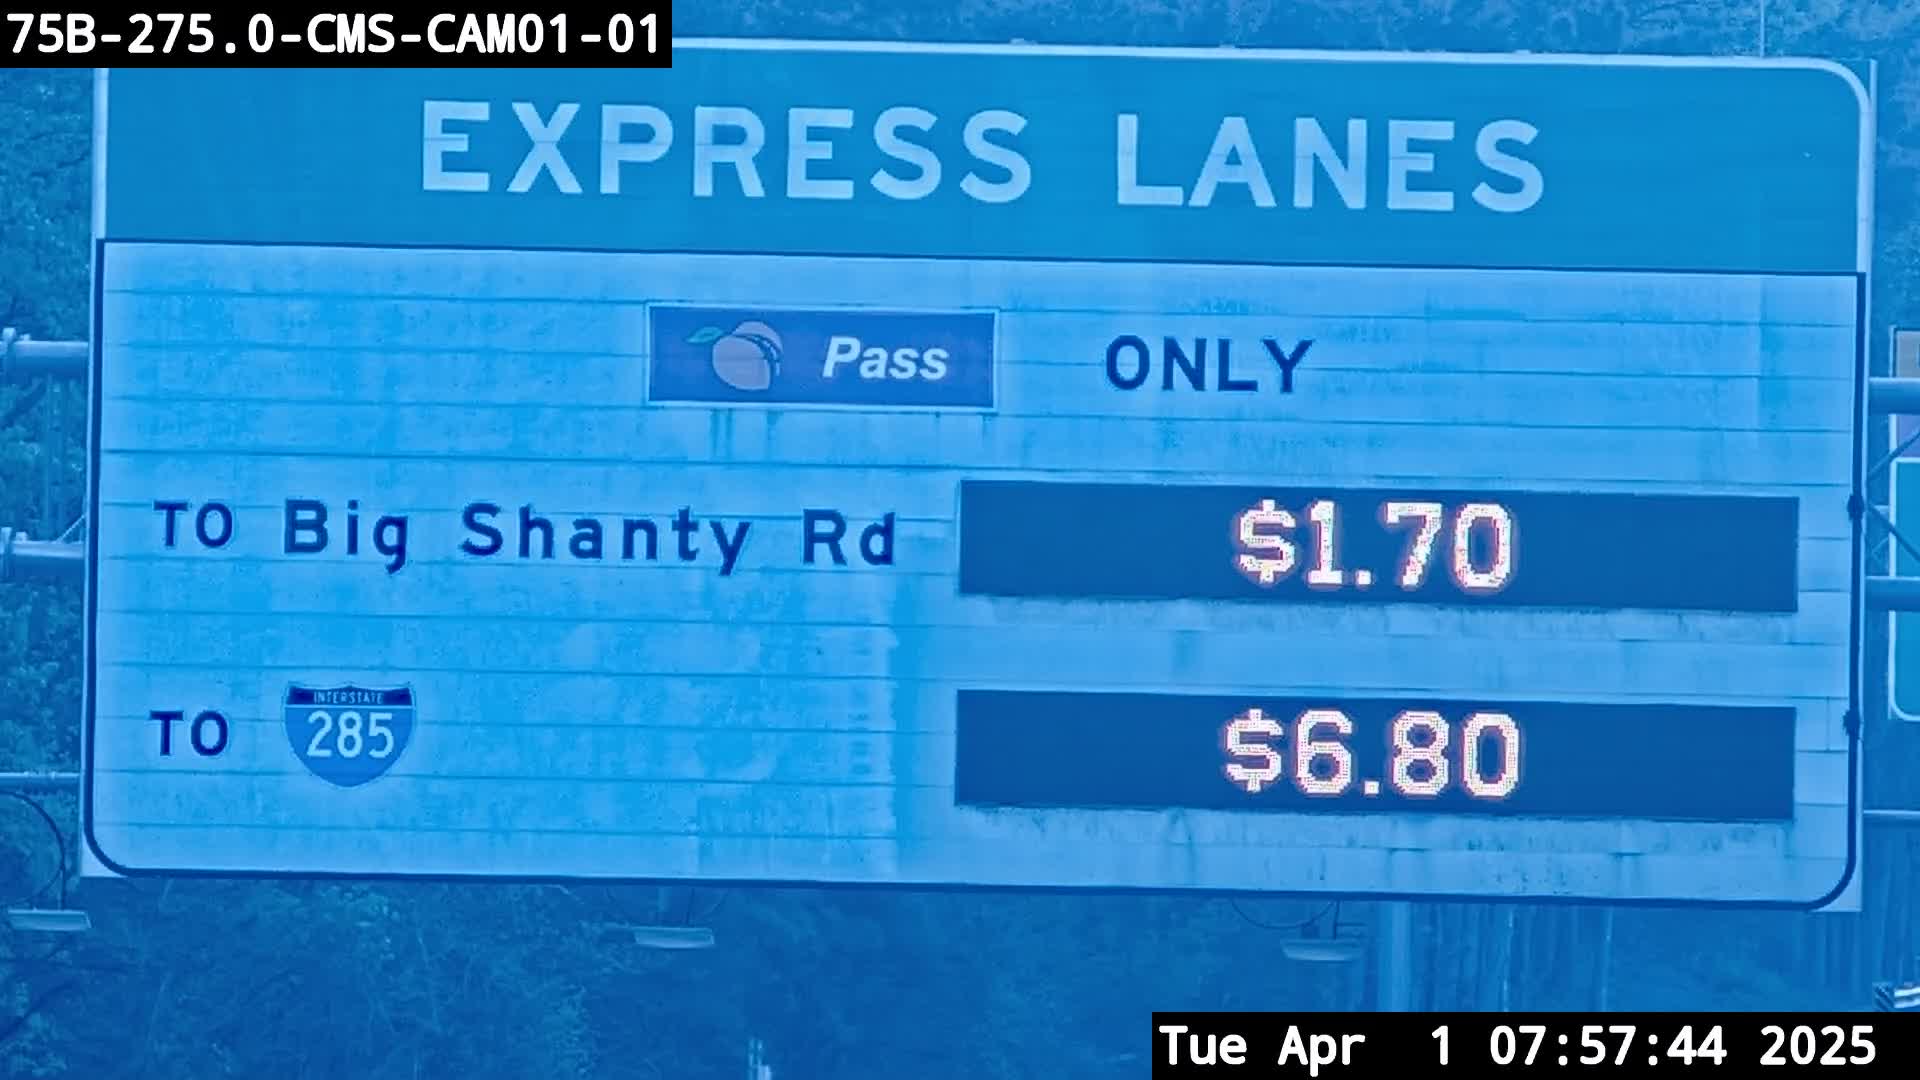 75B-275.0-CMS-CAM01-01
EXPRESS LANES
Pass ONLY
TO Big Shanty Rd $1.70
TO INTERSTATE 285 $6.80
Tue Apr 1 07:57:44 2025